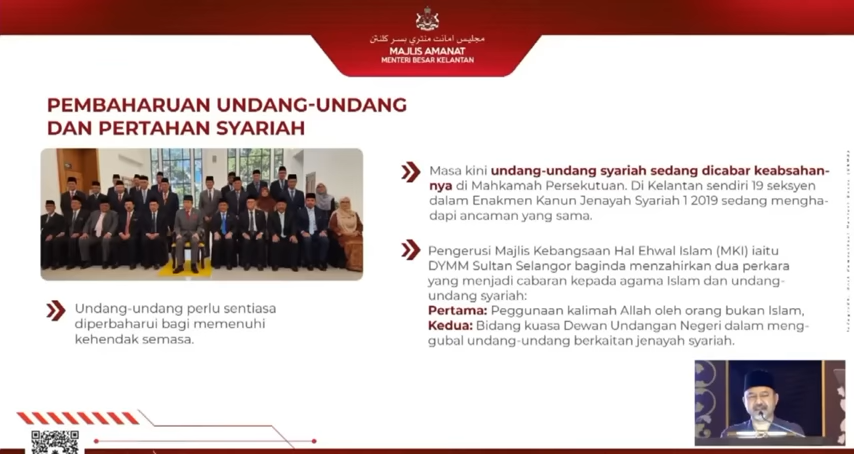 مجليس امانت منتري بسر كلنتن
MAJLIS AMANAT
MENTERI BESAR KELANTAN
PEMBAHARUAN UNDANG-UNDANG
DAN PERTAHAN SYARIAH
Undang-undang perlu sentiasa
diperbaharui bagi memenuhi
kehendak semasa.
Masa kini undang-undang syariah sedang dicabar keabsahan-
nya di Mahkamah Persekutuan. Di Kelantan sendiri 19 seksyen
dalam Enakmen Kanun Jenayah Syariah 1 2019 sedang mengha-
dapi ancaman yang sama.
Pengerusi Majlis Kebangsaan Hal Ehwal Islam (MKI) iaitu
DYMM Sultan Selangor baginda menzahirkan dua perkara
yang menjadi cabaran kepada agama Islam dan undang-
undang syariah:
Pertama: Peggunaan kalimah Allah oleh orang bukan Islam,
Kedua: Bidang kuasa Dewan Undangan Negeri dalam meng-
gubal undang-undang berkaitan jenayah syariah.